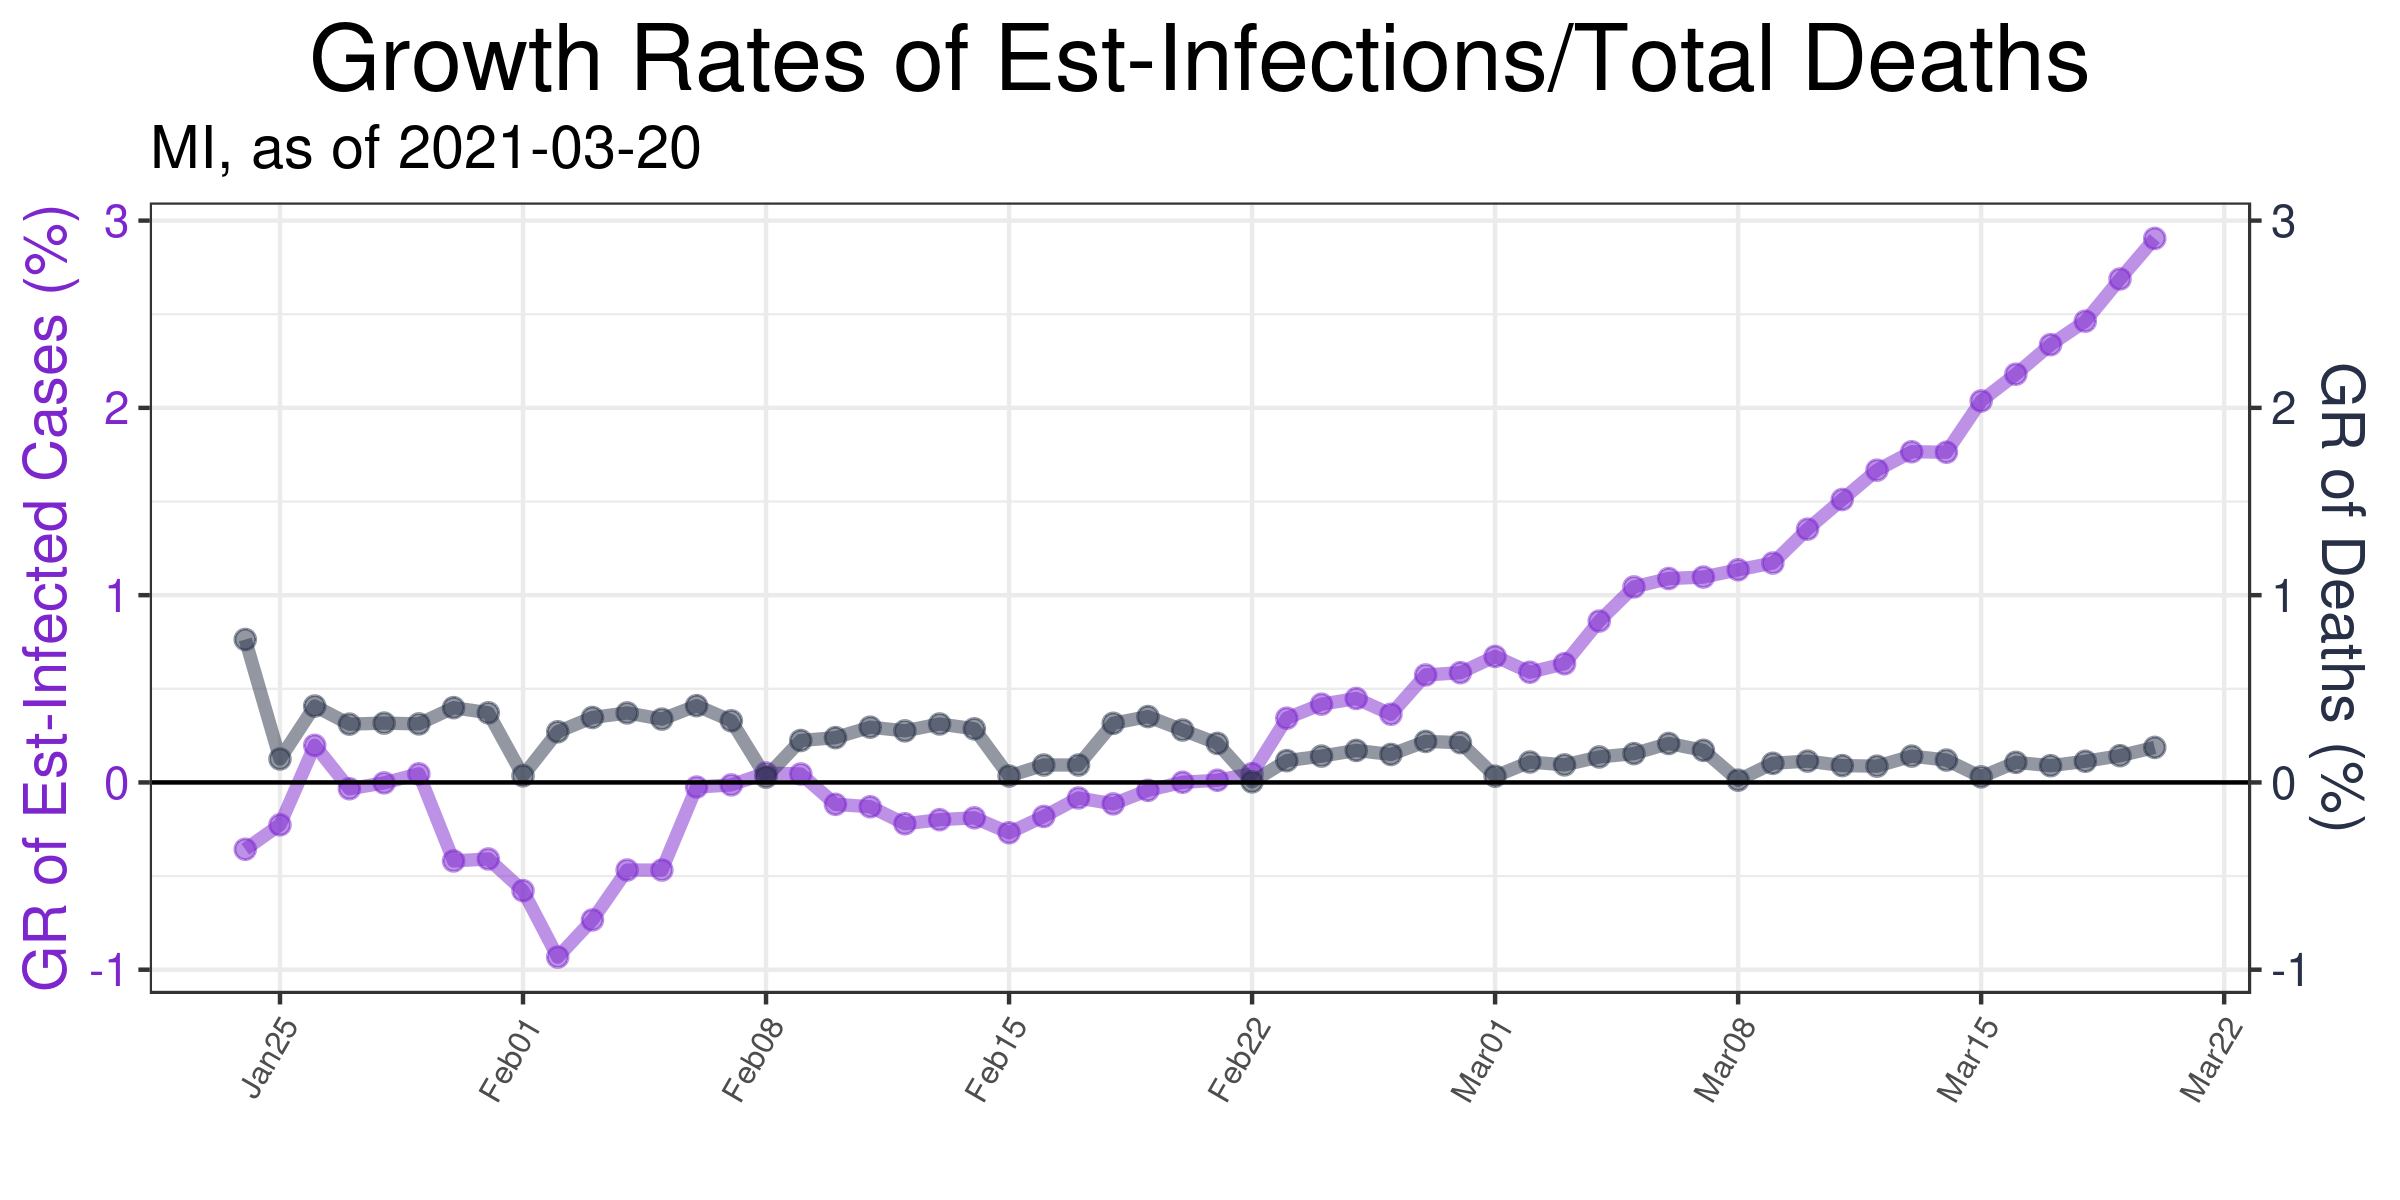 Growth Rates of Est-Infections/Total Deaths
MI, as of 2021-03-20
GR of Est-Infected Cases (%)
3
2
1
0
-1
3
2
1
0
-1
GR of Deaths (%)
Jan25
Feb01
Feb08
Feb15
Feb22
Mar01
Mar08
Mar15
Mar22